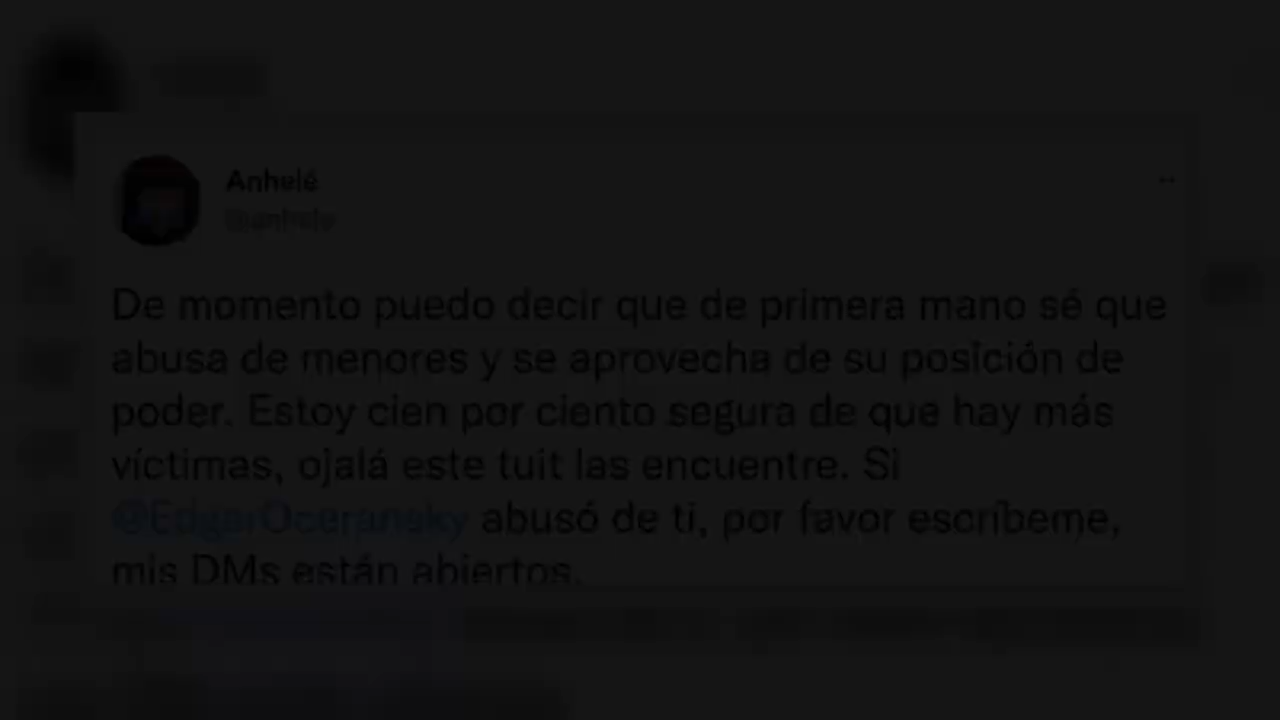 Anhelé
De momento puedo decir que de primera mano sé que
abusa de menores y se aprovecha de su posición de
poder. Estoy cien por ciento segura de que hay más
víctimas, ojalá este tuit las encuentre. Si
@EdgarOceransky abusó de ti, por favor escríbeme,
mis DMs están abiertos.